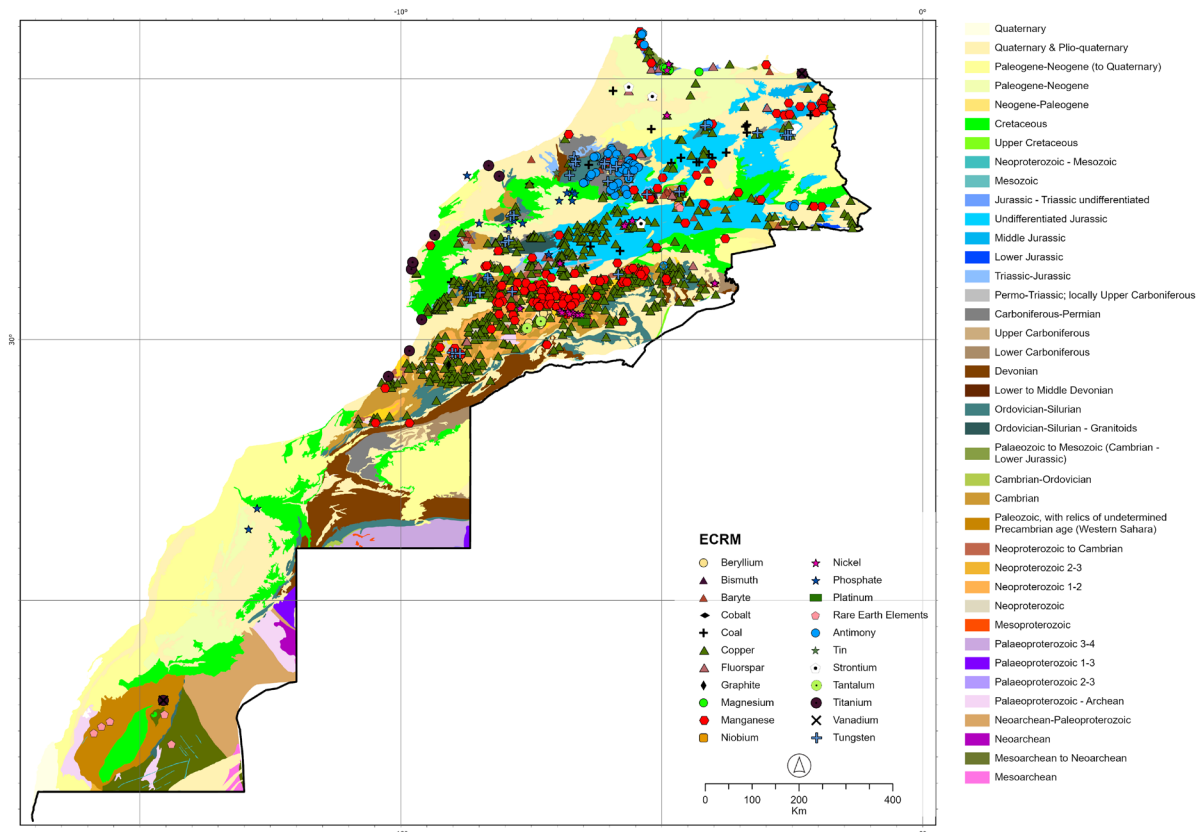 -10°
0°
30°
Quaternary
Quaternary & Plio-quaternary
Paleogene-Neogene (to Quaternary)
Paleogene-Neogene
Neogene-Paleogene
Cretaceous
Upper Cretaceous
Neoproterozoic - Mesozoic
Mesozoic
Jurassic - Triassic undifferentiated
Undifferentiated Jurassic
Middle Jurassic
Lower Jurassic
Triassic-Jurassic
Permo-Triassic; locally Upper Carboniferous
Carboniferous-Permian
Upper Carboniferous
Lower Carboniferous
Devonian
Lower to Middle Devonian
Ordovician-Silurian
Ordovician-Silurian - Granitoids
Palaeozoic to Mesozoic (Cambrian -
Lower Jurassic)
Cambrian-Ordovician
Cambrian
Paleozoic, with relics of undetermined
Precambrian age (Western Sahara)
Neoproterozoic to Cambrian
Neoproterozoic 2-3
Neoproterozoic 1-2
Neoproterozoic
Mesoproterozoic
Palaeoproterozoic 3-4
Palaeoproterozoic 1-3
Palaeoproterozoic 2-3
Palaeoproterozoic - Archean
Neoarchean-Paleoproterozoic
Neoarchean
Mesoarchean to Neoarchean
Mesoarchean
ECRM
Beryllium
Bismuth
Baryte
Cobalt
Coal
Copper
Fluorspar
Graphite
Magnesium
Manganese
Niobium
Nickel
Phosphate
Platinum
Rare Earth Elements
Antimony
Tin
Strontium
Tantalum
Titanium
Vanadium
Tungsten
0 100 200 300 400
Km